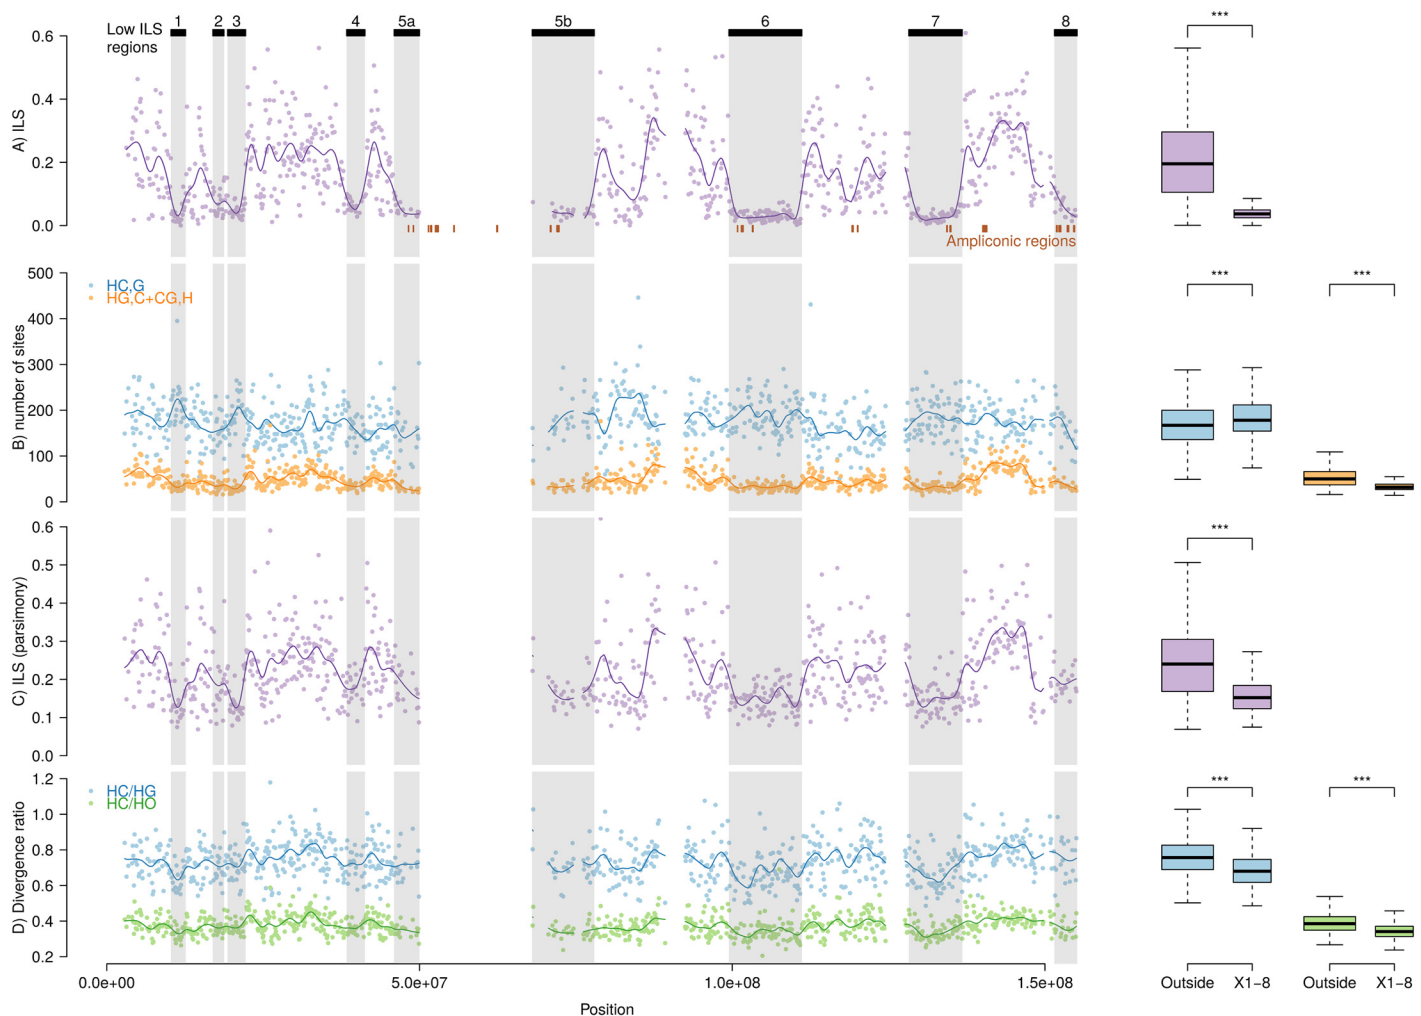 Low ILS
regions
1 2 3 4 5a 5b 6 7 8
A) ILS
0.6
0.4
0.2
0.0
Ampliconic regions
***
B) number of sites
500
400
300
200
100
0
HC,G
HG,C+CG,H
*** ***
C) ILS (parsimony)
0.6
0.5
0.4
0.3
0.2
0.1
0.0
***
D) Divergence ratio
1.2
1.0
0.8
0.6
0.4
0.2
HC/HG
HC/HO
*** ***
0.0e+00 5.0e+07 1.0e+08 1.5e+08
Position
Outside X1−8 Outside X1−8